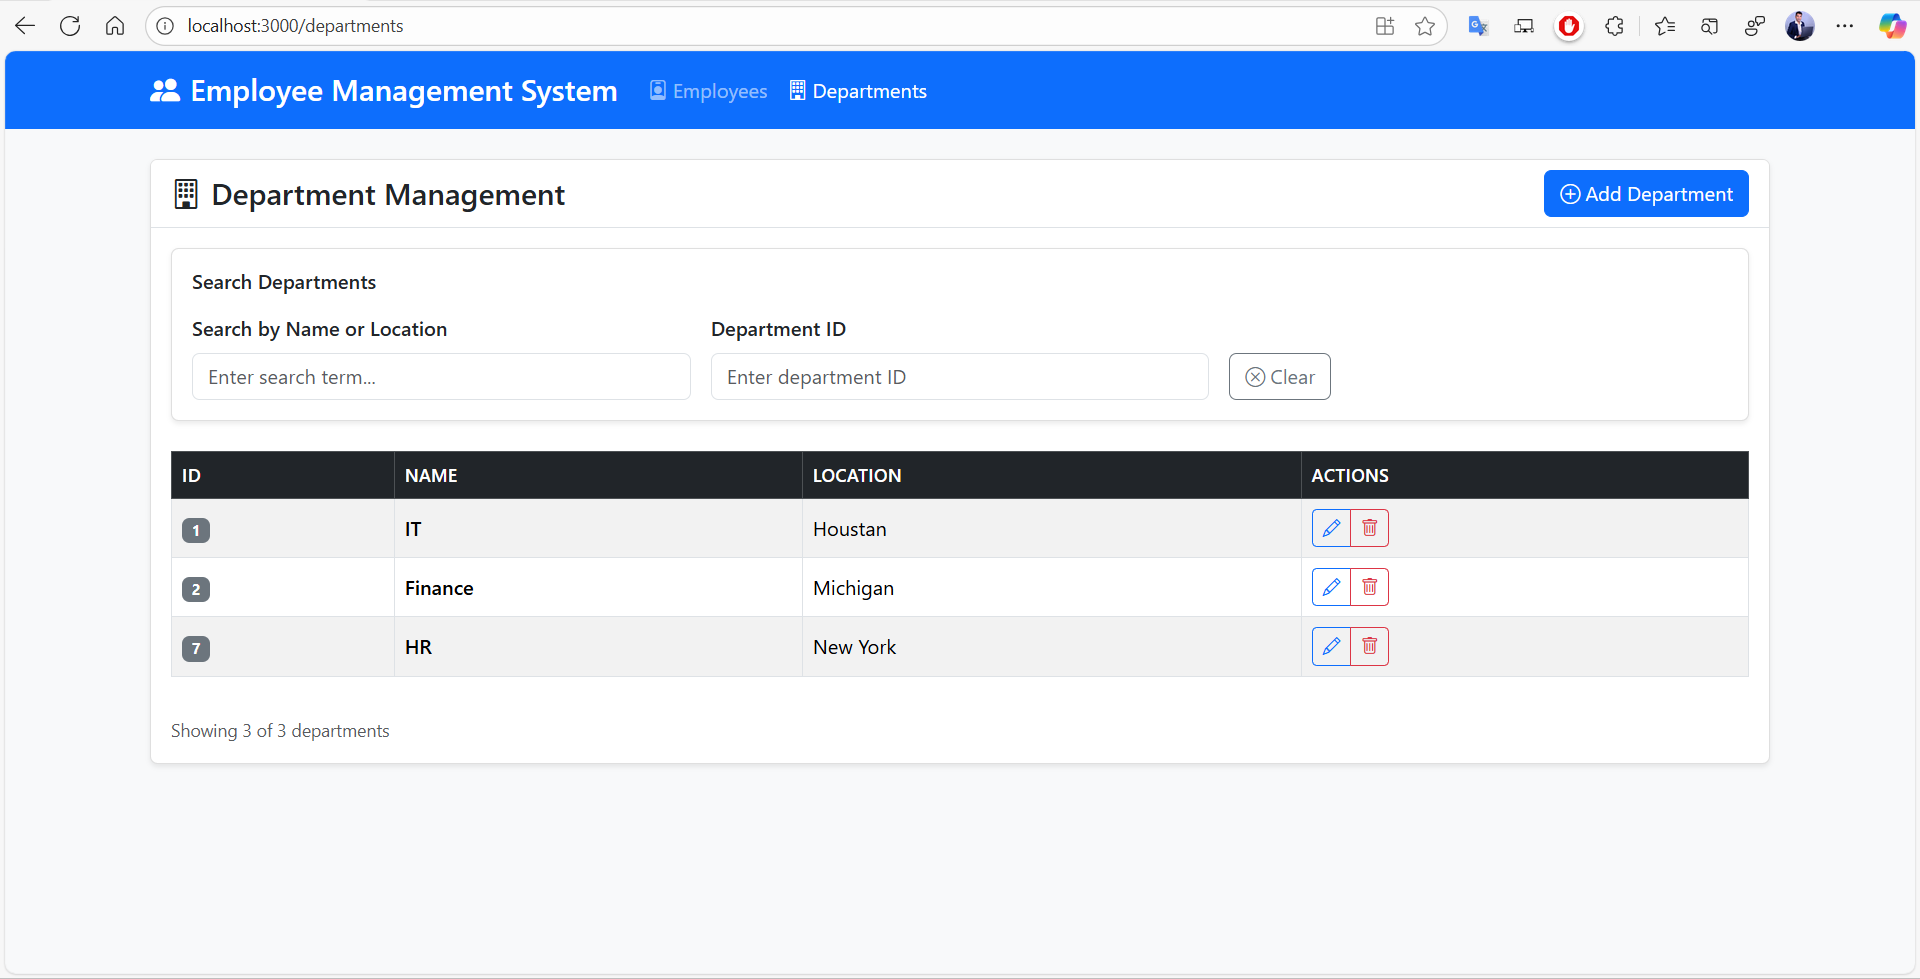 localhost:3000/departments
Employee Management System Employees Departments
Department Management Add Department
Search Departments
Search by Name or Location Department ID
Enter search term... Enter department ID Clear
ID NAME LOCATION ACTIONS
1 IT Houstan
2 Finance Michigan
7 HR New York
Showing 3 of 3 departments